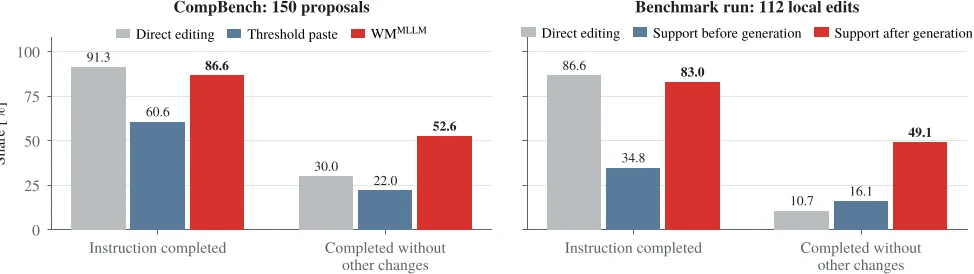 CompBench: 150 proposals
Direct editing Threshold paste WM^MLLM
Share [%]
100
75
50
25
0
91.3
60.6
86.6
30.0
22.0
52.6
Instruction completed
Completed without
other changes
Benchmark run: 112 local edits
Direct editing Support before generation Support after generation
86.6
34.8
83.0
10.7
16.1
49.1
Instruction completed
Completed without
other changes